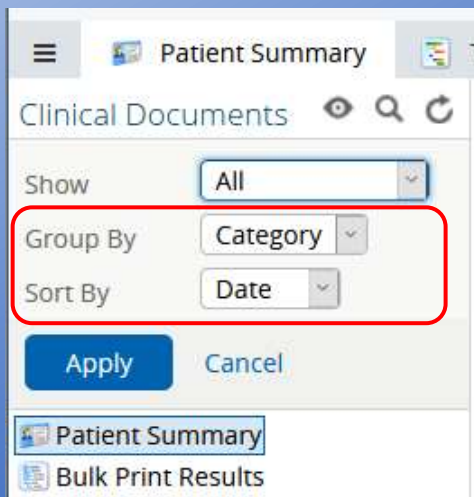 Patient Summary
Clinical Documents
Show All
Group By Category
Sort By Date
Apply Cancel
Patient Summary
Bulk Print Results